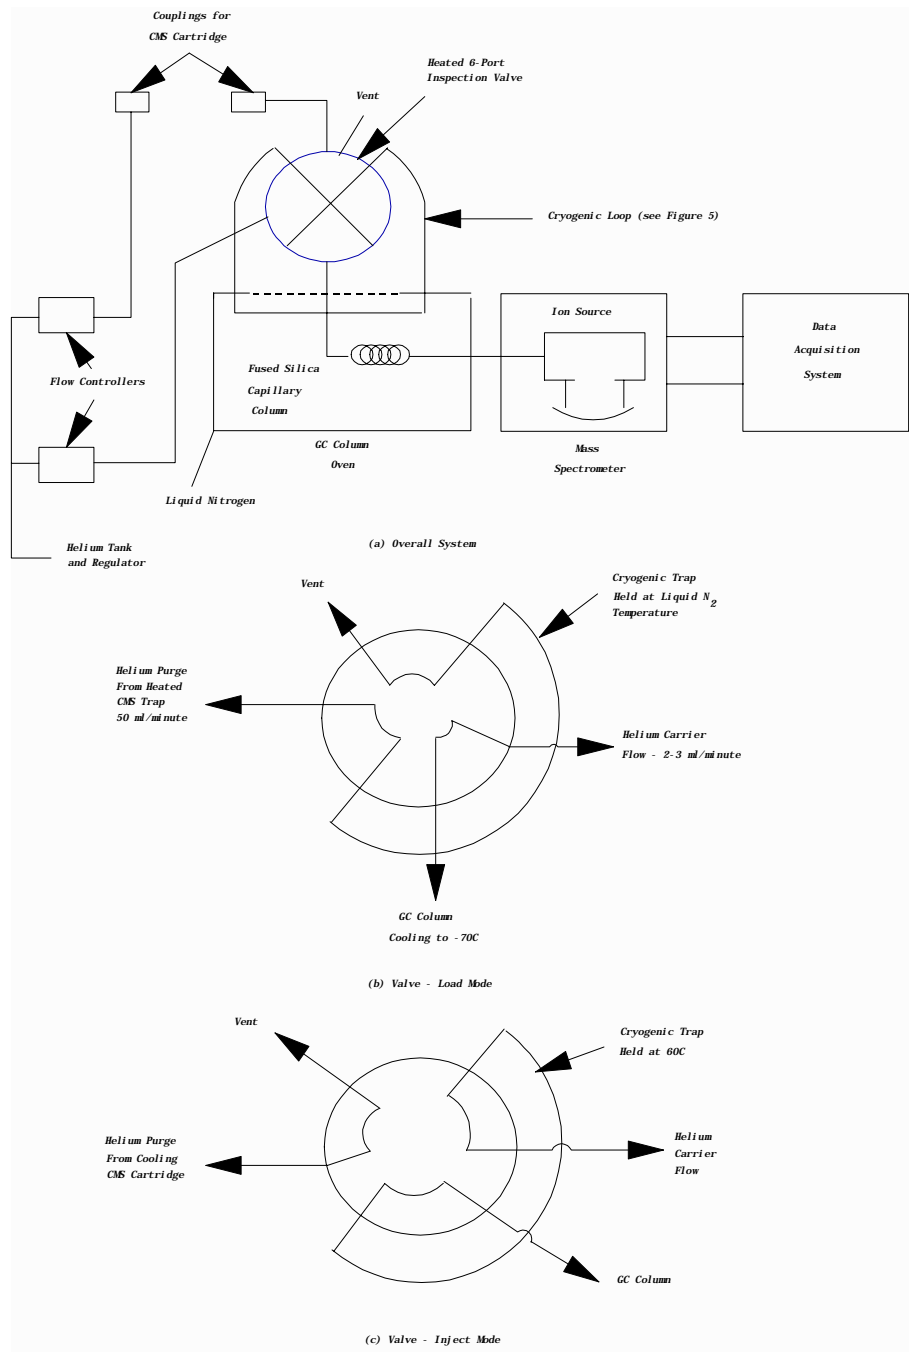 Couplings for
CMS Cartridge
Heated 6-Port
Inspection Valve
Vent
Cryogenic Loop (see Figure 5)
Ion Source
Data
Acquisition
System
Fused Silica
Capillary
Column
Flow Controllers
GC Column
Oven
Mass
Spectrometer
Liquid Nitrogen
(a) Overall System
Helium Tank
and Regulator
Vent
Cryogenic Trap
Held at Liquid N2
Temperature
Helium Purge
From Heated
CMS Trap
50 ml/minute
Helium Carrier
Flow - 2-3 ml/minute
GC Column
Cooling to -70C
(b) Valve - Load Mode
Vent
Cryogenic Trap
Held at 60C
Helium Purge
From Cooling
CMS Cartridge
Helium
Carrier
Flow
GC Column
(c) Valve - Inject Mode